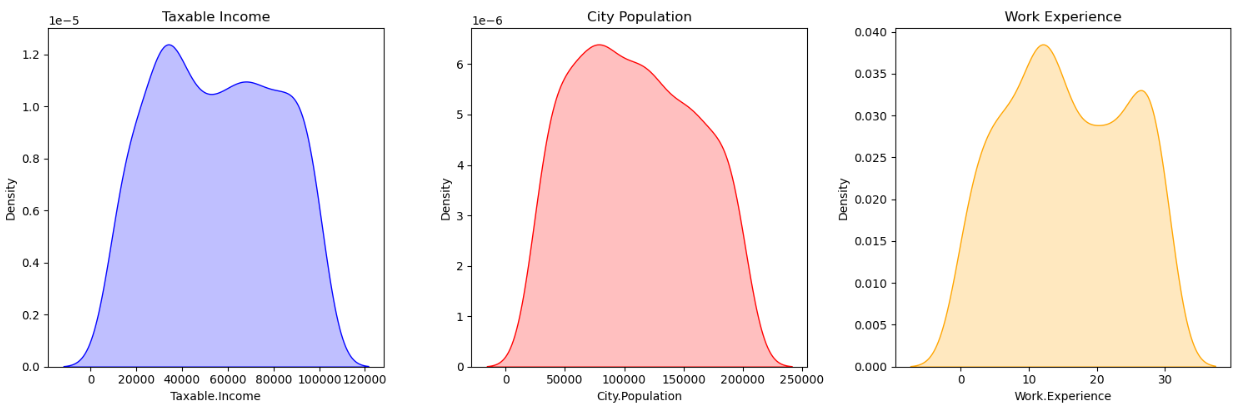 Taxable Income
1e−5
1.2
1.0
0.8
0.6
0.4
0.2
0.0
Density
0 20000 40000 60000 80000 100000 120000
Taxable.Income
City Population
1e−6
6
5
4
3
2
1
0
Density
0 50000 100000 150000 200000 250000
City.Population
Work Experience
0.040
0.035
0.030
0.025
0.020
0.015
0.010
0.005
0.000
Density
0 10 20 30
Work.Experience